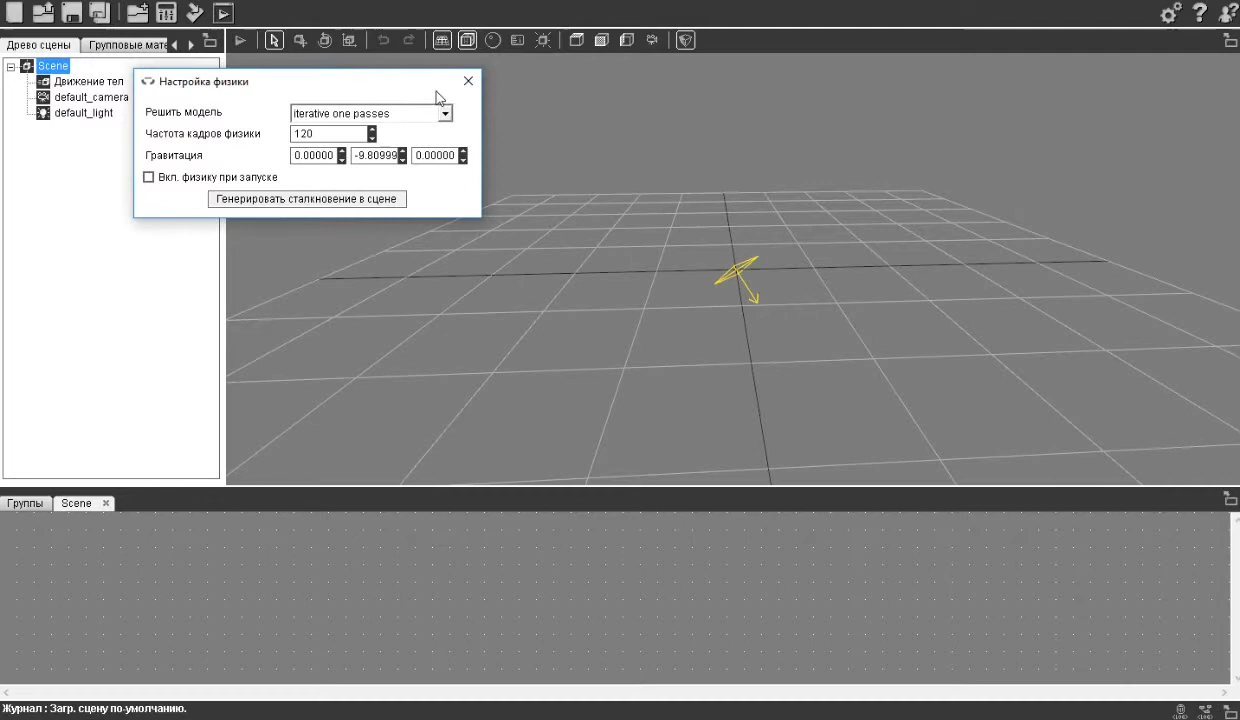 Древо сцены
Групповые мате
Scene
Движение тел
default_camera
default_light
Настройка физики
Решить модель
iterative one passes
Частота кадров физики
120
Гравитация
0.00000
-9.80999
0.00000
Вкл. физику при запуске
Генерировать сталкновение в сцене
Группы
Scene
Журнал : Загр. сцену по-умолчанию.